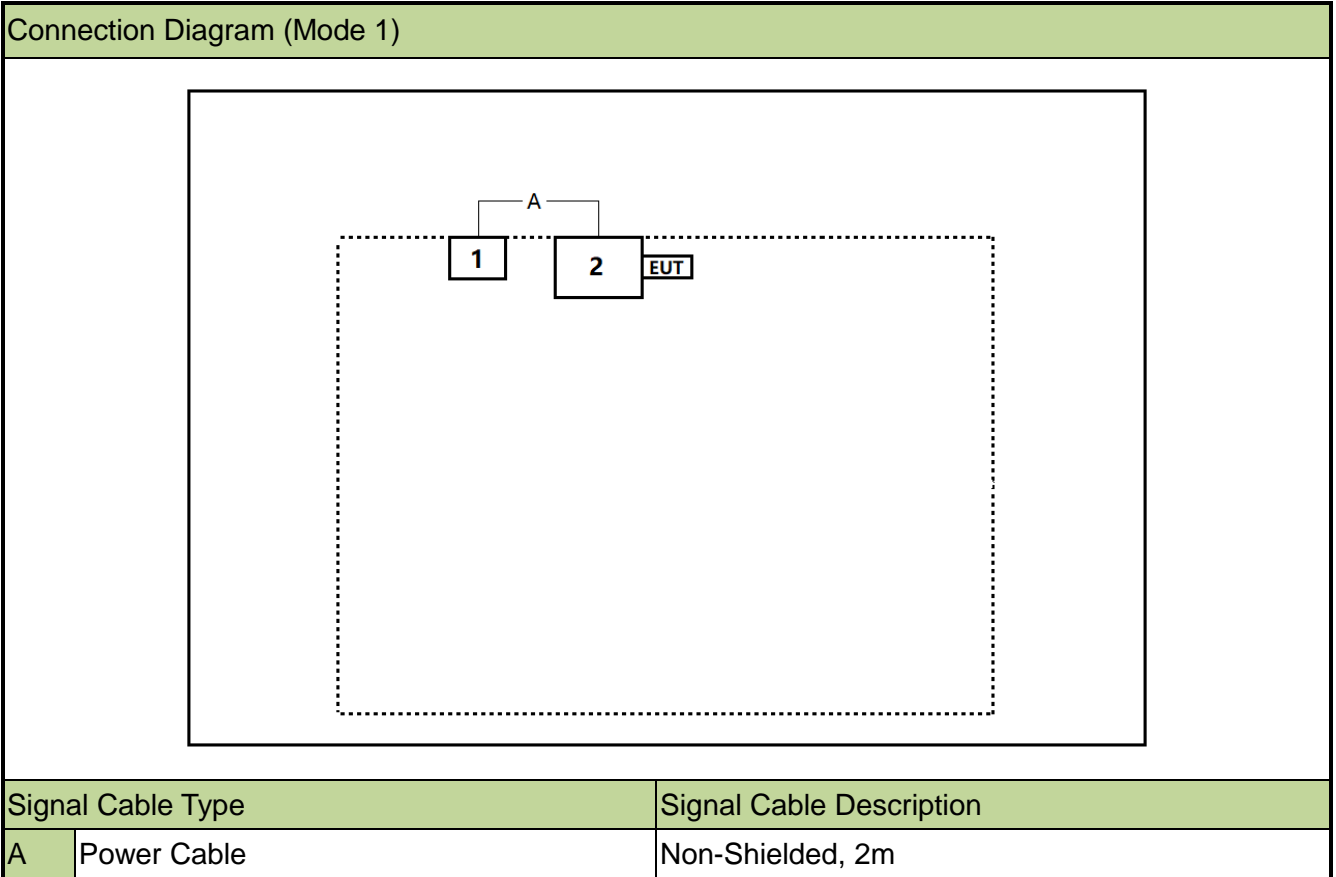 Connection Diagram (Mode 1)
A
1
2
EUT
Signal Cable Type Signal Cable Description
A Power Cable Non-Shielded, 2m